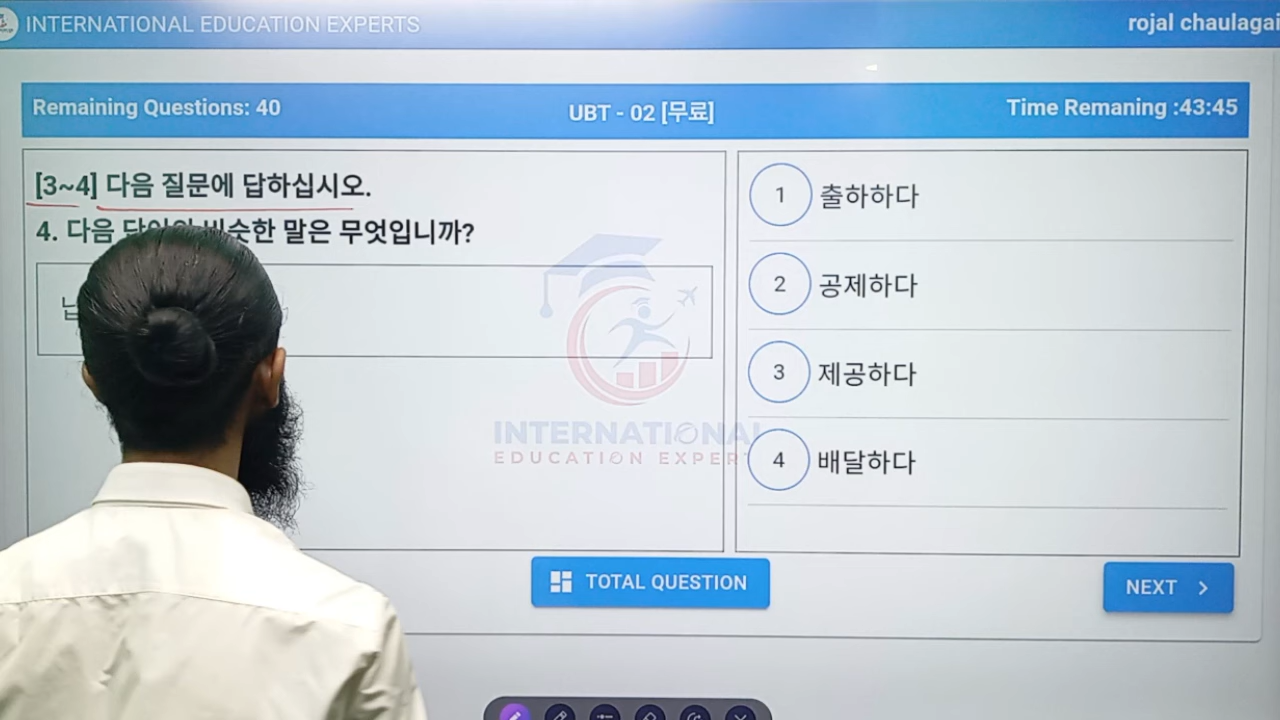 INTERNATIONAL EDUCATION EXPERTS
rojal chaulagai
Remaining Questions: 40
UBT - 02 [무료]
Time Remaning :43:45
[3~4] 다음 질문에 답하십시오.
4. 다음 비슷한 말은 무엇입니까?
1 출하하다
2 공제하다
3 제공하다
4 배달하다
INTERNATIONAL
EDUCATION EXPERT
TOTAL QUESTION
NEXT